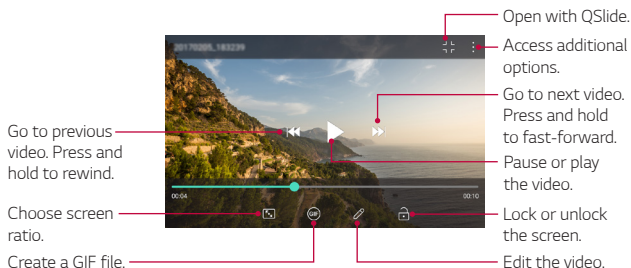 Open with QSlide.
20170205_183239
Access additional
options.
Go to next video.
Press and hold
to fast-forward.
Go to previous
video. Press and
hold to rewind.
Pause or play
the video.
00:04
00:10
Choose screen
ratio.
GIF
Lock or unlock
the screen.
Create a GIF file.
Edit the video.